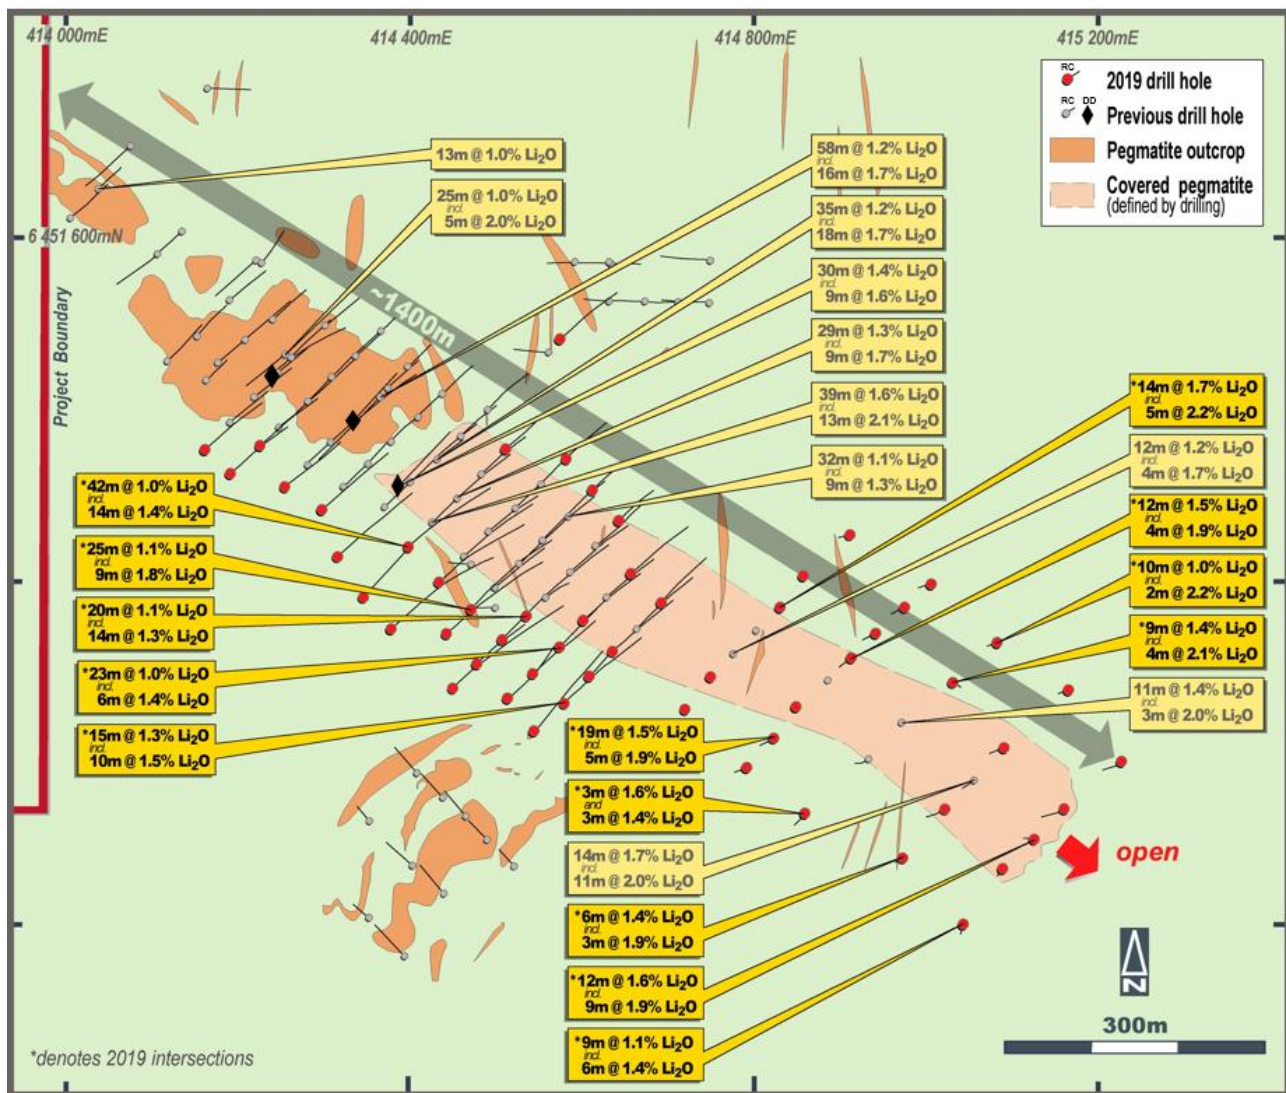 414 000mE
414 400mE
414 800mE
415 200mE
RC
2019 drill hole
RC DD
Previous drill hole
Pegmatite outcrop
Covered pegmatite
(defined by drilling)
6 451 600mN
Project Boundary
~1400m
13m @ 1.0% Li₂O
25m @ 1.0% Li₂O
incl.
5m @ 2.0% Li₂O
58m @ 1.2% Li₂O
incl.
16m @ 1.7% Li₂O
35m @ 1.2% Li₂O
incl.
18m @ 1.7% Li₂O
30m @ 1.4% Li₂O
incl.
9m @ 1.6% Li₂O
29m @ 1.3% Li₂O
incl.
9m @ 1.7% Li₂O
39m @ 1.6% Li₂O
incl.
13m @ 2.1% Li₂O
32m @ 1.1% Li₂O
incl.
9m @ 1.3% Li₂O
*14m @ 1.7% Li₂O
incl.
5m @ 2.2% Li₂O
12m @ 1.2% Li₂O
incl.
4m @ 1.7% Li₂O
*12m @ 1.5% Li₂O
incl.
4m @ 1.9% Li₂O
*10m @ 1.0% Li₂O
incl.
2m @ 2.2% Li₂O
*9m @ 1.4% Li₂O
incl.
4m @ 2.1% Li₂O
11m @ 1.4% Li₂O
incl.
3m @ 2.0% Li₂O
*42m @ 1.0% Li₂O
incl.
14m @ 1.4% Li₂O
*25m @ 1.1% Li₂O
incl.
9m @ 1.8% Li₂O
*20m @ 1.1% Li₂O
incl.
14m @ 1.3% Li₂O
*23m @ 1.0% Li₂O
incl.
6m @ 1.4% Li₂O
*15m @ 1.3% Li₂O
incl.
10m @ 1.5% Li₂O
*19m @ 1.5% Li₂O
incl.
5m @ 1.9% Li₂O
*3m @ 1.6% Li₂O
and
3m @ 1.4% Li₂O
14m @ 1.7% Li₂O
incl.
11m @ 2.0% Li₂O
*6m @ 1.4% Li₂O
incl.
3m @ 1.9% Li₂O
*12m @ 1.6% Li₂O
incl.
9m @ 1.9% Li₂O
*9m @ 1.1% Li₂O
incl.
6m @ 1.4% Li₂O
open
N
300m
*denotes 2019 intersections